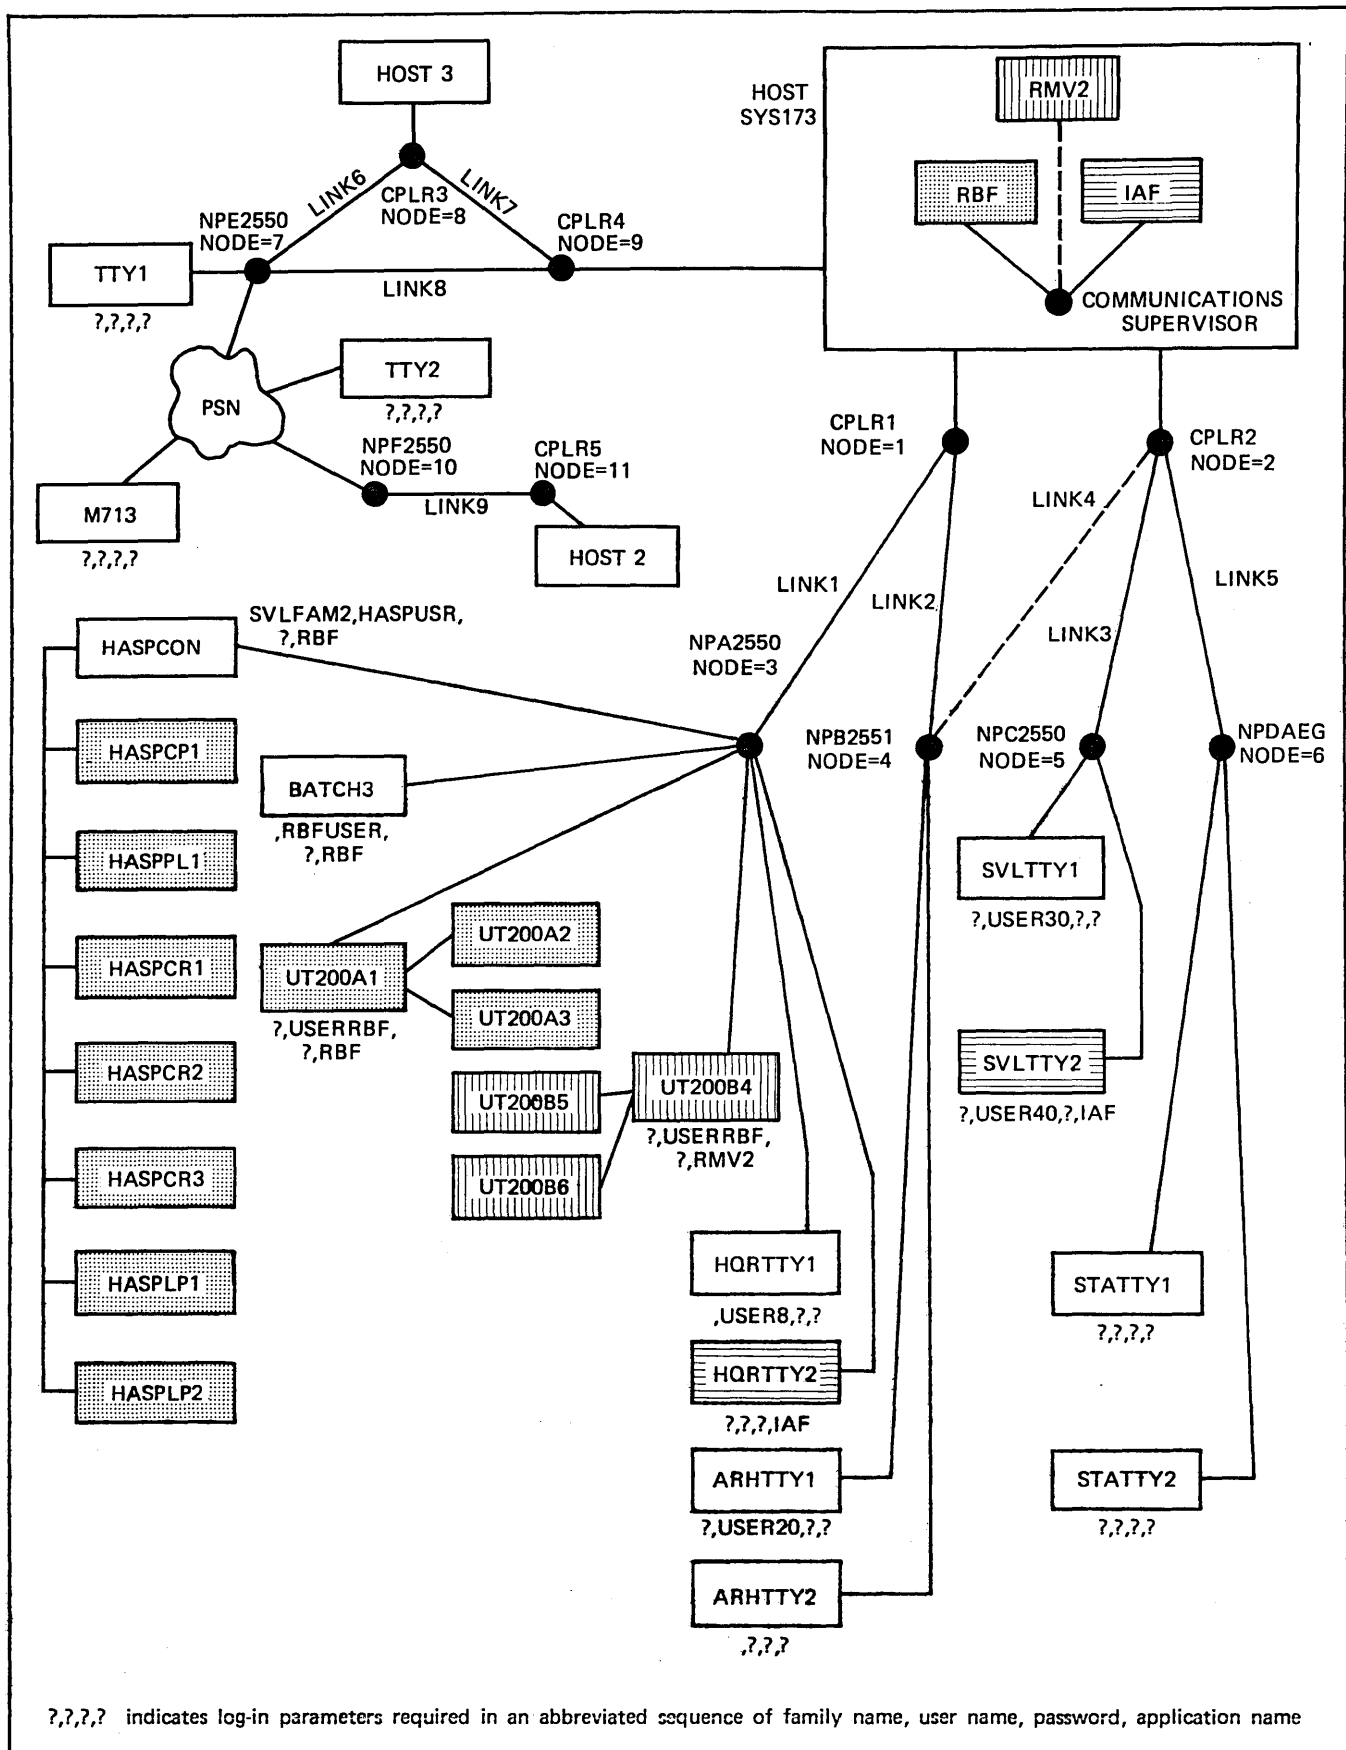 HOST 3
HOST
SYS173
RMV2
RBF
IAF
COMMUNICATIONS
SUPERVISOR
LINK6
LINK7
CPLR3
NODE=8
NPE2550
NODE=7
CPLR4
NODE=9
TTY1
?,?,?,?
LINK8
PSN
TTY2
?,?,?,?
NPF2550
NODE=10
CPLR5
NODE=11
LINK9
M713
?,?,?,?
HOST 2
CPLR1
NODE=1
CPLR2
NODE=2
LINK4
LINK1
LINK2
LINK3
LINK5
SVLFAM2,HASPUSR,
?,RBF
HASPCON
NPA2550
NODE=3
NPB2551
NODE=4
NPC2550
NODE=5
NPDAEG
NODE=6
HASPCP1
BATCH3
,RBFUSER,
?,RBF
HASPPL1
SVLTTY1
?,USER30,?,?
HASPCR1
UT200A1
?,USERRBF,
?,RBF
UT200A2
UT200A3
HASPCR2
UT200B5
UT200B4
?,USERRBF,
?,RMV2
SVLTTY2
?,USER40,?,IAF
HASPCR3
UT200B6
HASPLP1
HQRTTY1
,USER8,?,?
STATTY1
?,?,?,?
HASPLP2
HQRTTY2
?,?,?,IAF
ARHTTY1
?,USER20,?,?
STATTY2
?,?,?,?
ARHTTY2
,?,?,?
?,?,?,? indicates log-in parameters required in an abbreviated sequence of family name, user name, password, application name